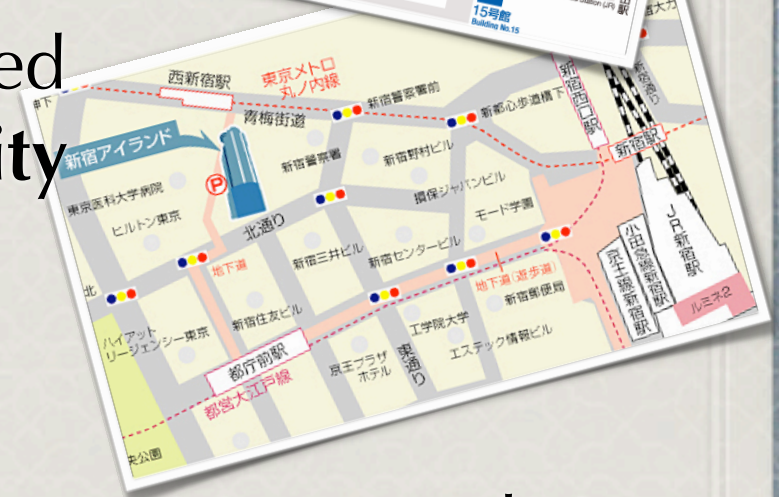 ed
ity
15号館
Building No.15
駅
西新宿駅
東京メトロ
丸ノ内線
青梅街道
新宿警察署前
新都心歩道橋下
新宿西口駅
新宿駅
新宿アイランド
P
東京医科大学病院
ヒルトン東京
新宿警察署
新宿野村ビル
損保ジャパンビル
モード学園
北通り
北
地下道
新宿三井ビル
新宿センタービル
地下道(遊歩道)
新宿郵便局
JR新宿駅
小田急線新宿駅
京王線新宿駅
ルミネ2
ハイアット
リージェンシー東京
新宿住友ビル
都庁前駅
都営大江戸線
京王プラザ
ホテル
東通り
工学院大学
エステック情報ビル
央公園